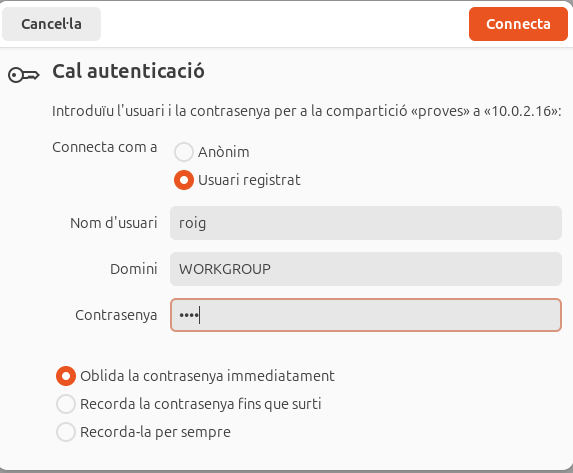 Cancel·la
Connecta
Cal autenticació
Introduïu l'usuari i la contrasenya per a la compartició «proves» a «10.0.2.16»:
Connecta com a
Anònim
Usuari registrat
Nom d'usuari
roig
Domini
WORKGROUP
Contrasenya
••••
Oblida la contrasenya immediatament
Recorda la contrasenya fins que surti
Recorda-la per sempre